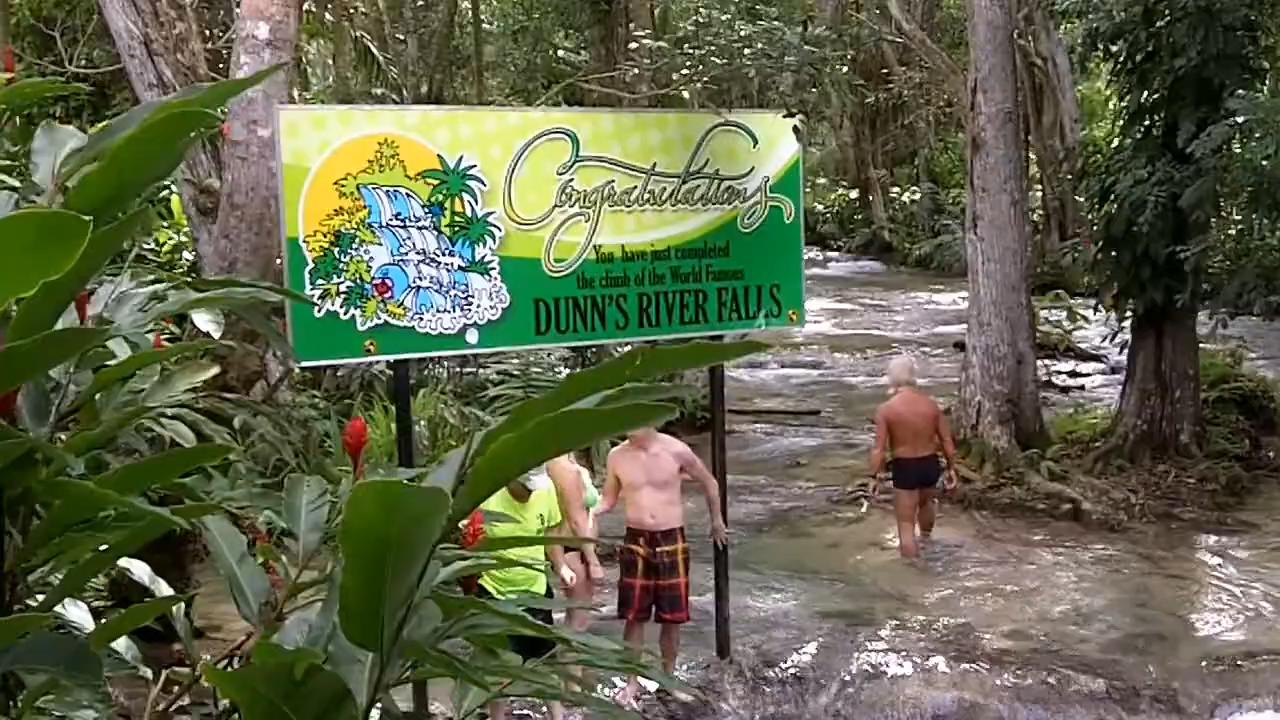 Congratulations
You have just completed
the climb of the World Famous
DUNN'S RIVER FALLS